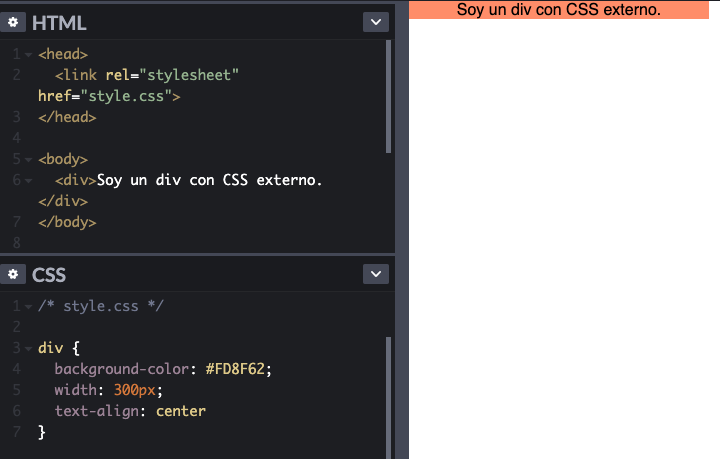 HTML
1 <head>
2   <link rel="stylesheet"
href="style.css">
3 </head>
4
5 <body>
6   <div>Soy un div con CSS externo.
</div>
7 </body>
8
CSS
1 /* style.css */
2
3 div {
4   background-color: #FD8F62;
5   width: 300px;
6   text-align: center
7 }
Soy un div con CSS externo.